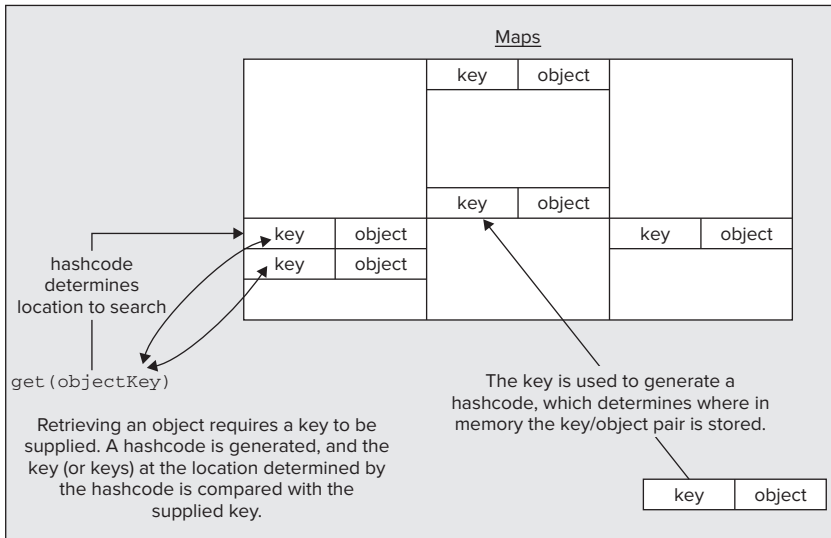 Maps
key object
key object
key object
key object
key object
hashcode
determines
location to search
get(objectKey)
Retrieving an object requires a key to be
supplied. A hashcode is generated, and the
key (or keys) at the location determined by
the hashcode is compared with the
supplied key.
The key is used to generate a
hashcode, which determines where in
memory the key/object pair is stored.
key object